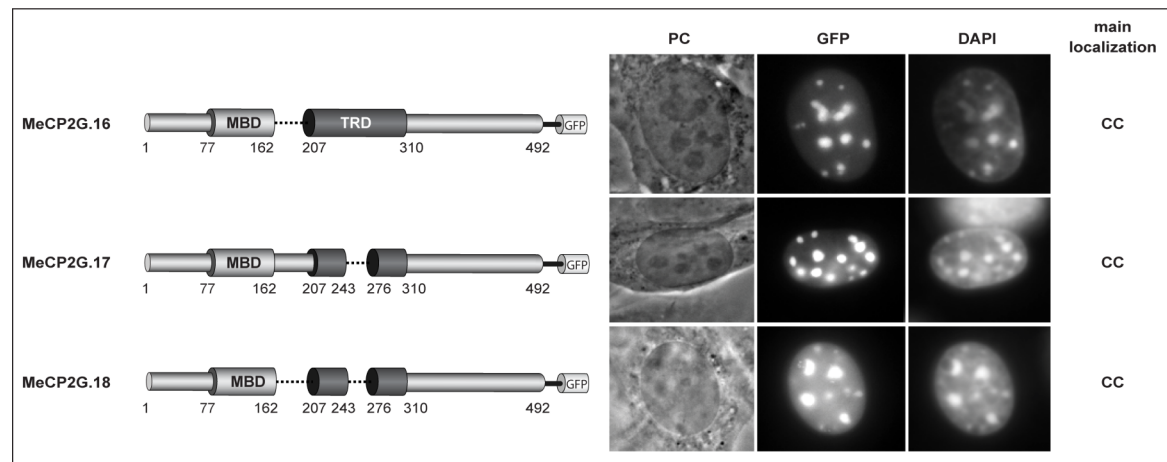 PC GFP DAPI main localization
MeCP2G.16 MBD TRD GFP CC
1 77 162 207 310 492
MeCP2G.17 MBD GFP CC
1 77 162 207 243 276 310 492
MeCP2G.18 MBD GFP CC
1 77 162 207 243 276 310 492